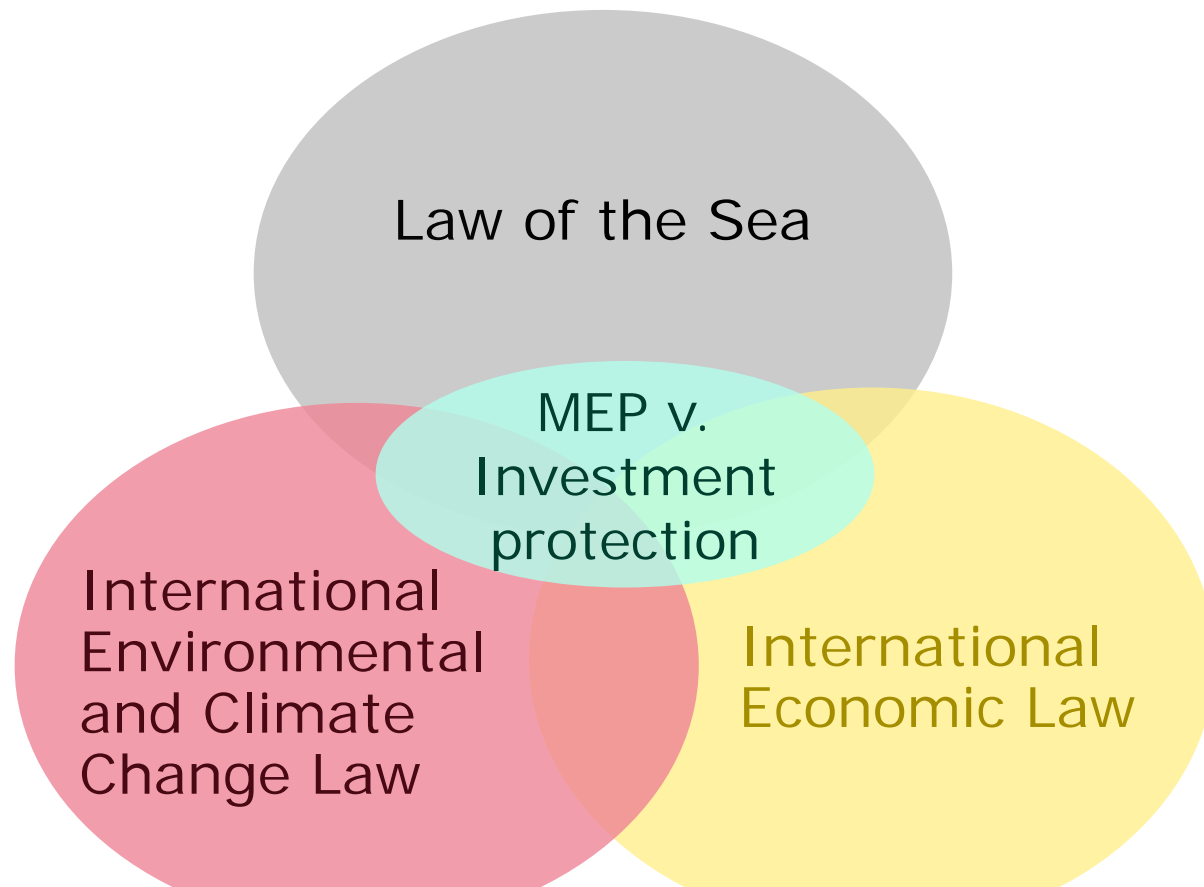 Law of the Sea
MEP v.
Investment
protection
International
Environmental
and Climate
Change Law
International
Economic Law